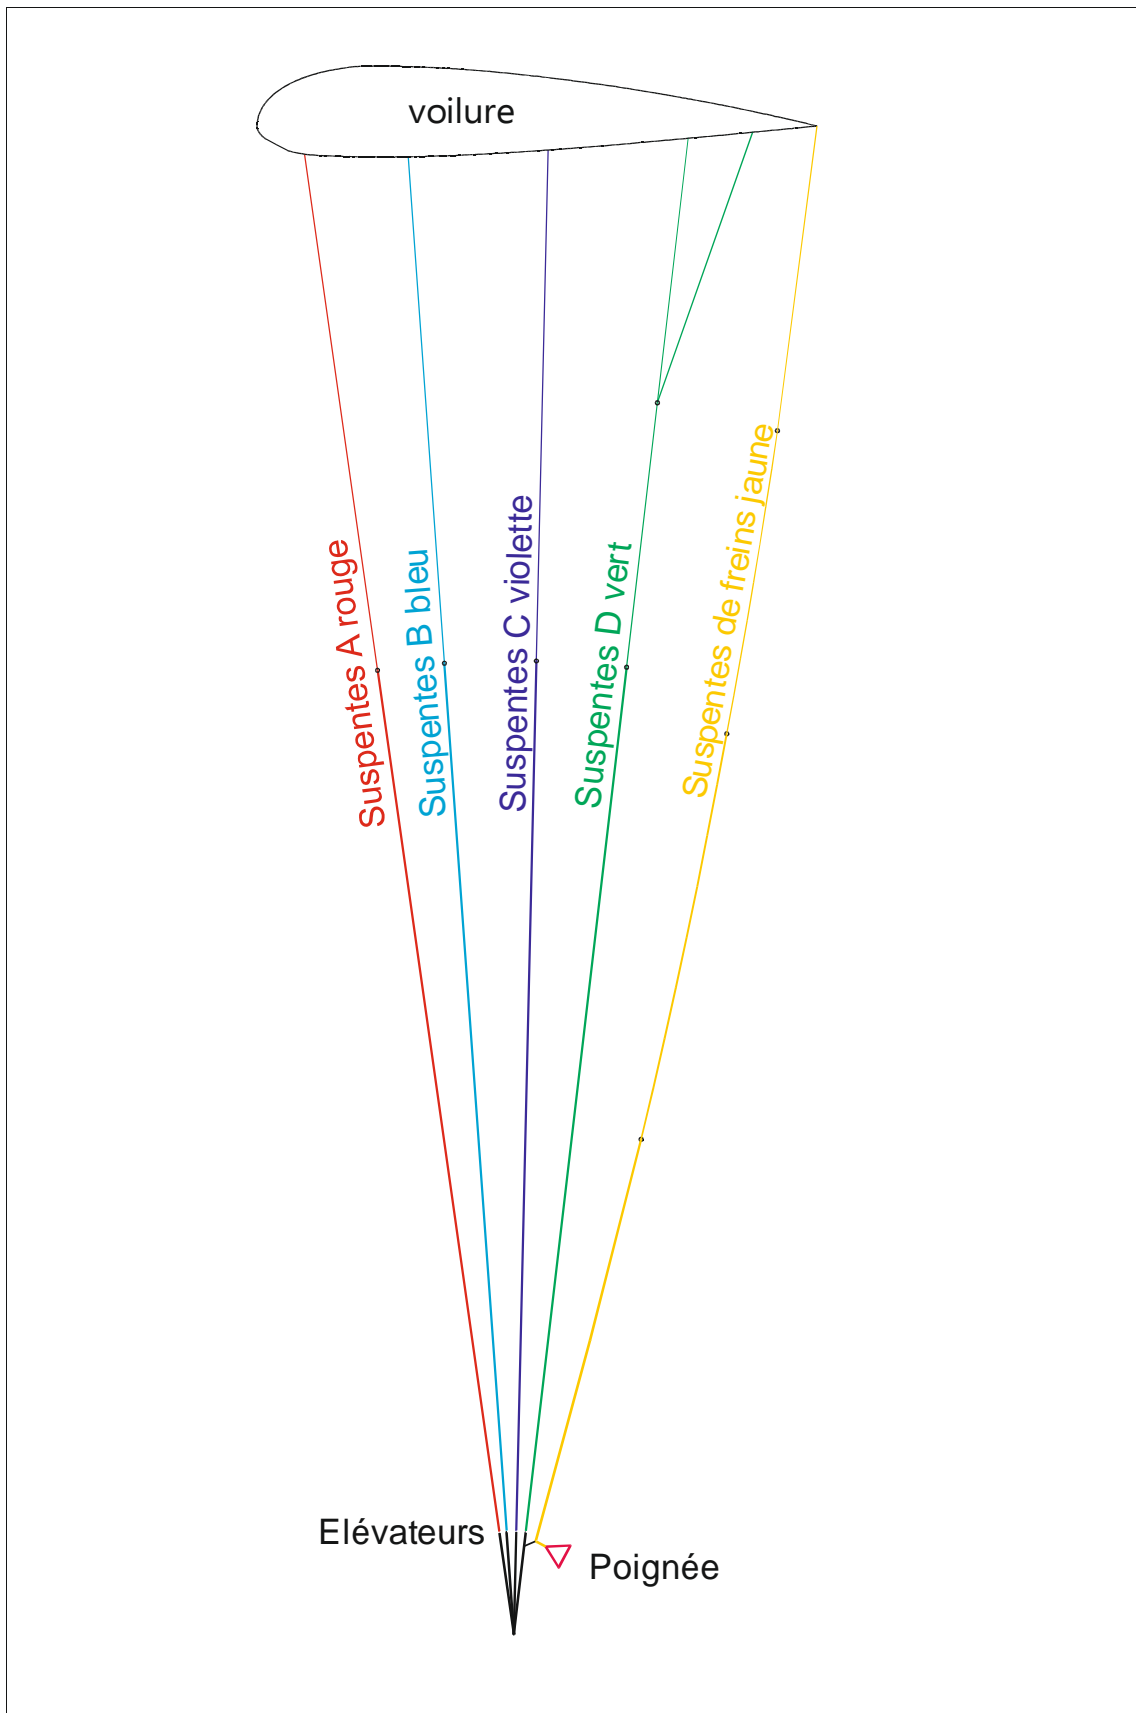 voilure
Suspentes A rouge
Suspentes B bleu
Suspentes C violette
Suspentes D vert
Suspentes de freins jaune
Elévateurs
Poignée